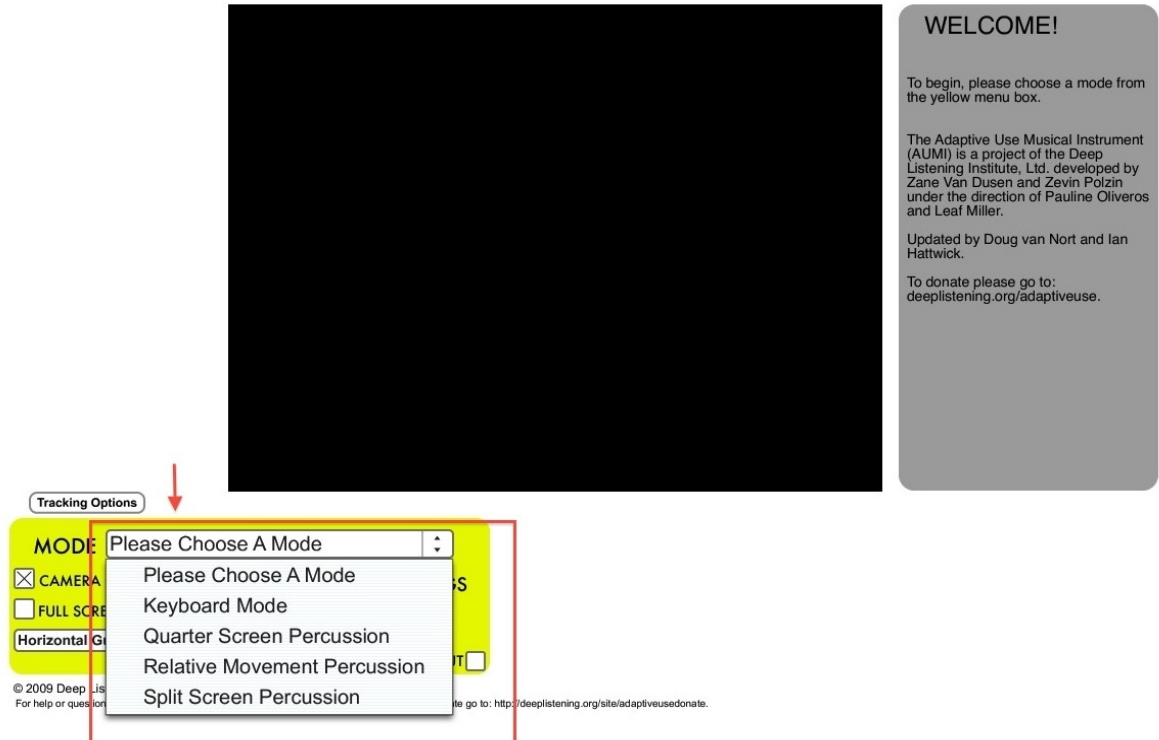 WELCOME!
To begin, please choose a mode from
the yellow menu box.
The Adaptive Use Musical Instrument
(AUMI) is a project of the Deep
Listening Institute, Ltd. developed by
Zane Van Dusen and Zevin Polzin
under the direction of Pauline Oliveros
and Leaf Miller.
Updated by Doug van Nort and Ian
Hattwick.
To donate please go to:
deeplistening.org/adaptiveuse.
Tracking Options
MODE Please Choose A Mode
Please Choose A Mode
Keyboard Mode
Quarter Screen Percussion
Relative Movement Percussion
Split Screen Percussion
CAMERA
FULL
Horizontal
© 2009 Deep
For help or go to: http://deeplistening.org/site/adaptiveusedonate.